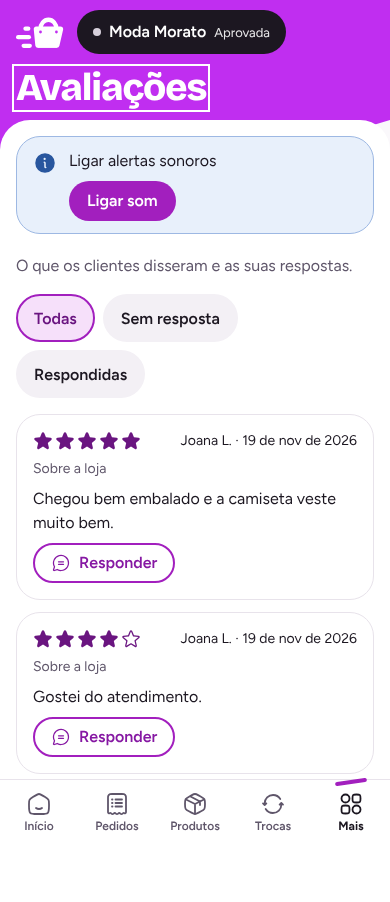 Moda Morato Aprovada
Avaliações
Ligar alertas sonoros
Ligar som
O que os clientes disseram e as suas respostas.
Todas
Sem resposta
Respondidas
Joana L. · 19 de nov de 2026
Sobre a loja
Chegou bem embalado e a camiseta veste
muito bem.
Responder
Joana L. · 19 de nov de 2026
Sobre a loja
Gostei do atendimento.
Responder
Início
Pedidos
Produtos
Trocas
Mais